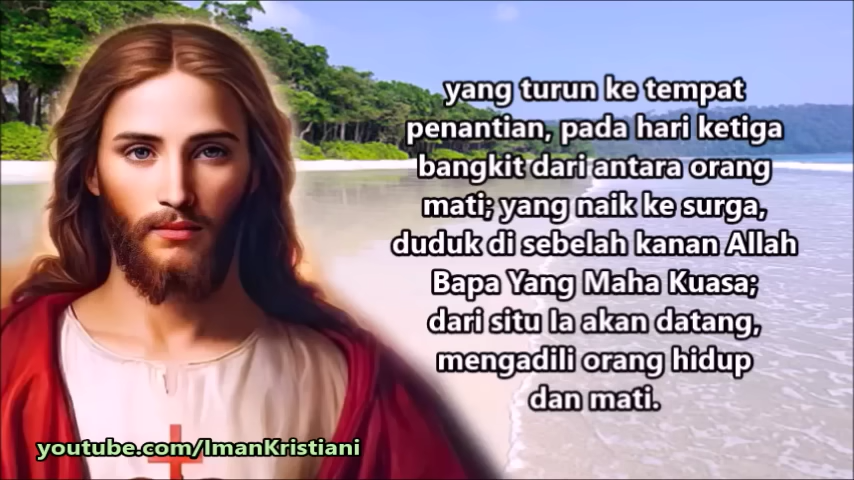 yang turun ke tempat
penantian, pada hari ketiga
bangkit dari antara orang
mati; yang naik ke surga,
duduk di sebelah kanan Allah
Bapa Yang Maha Kuasa;
dari situ Ia akan datang,
mengadili orang hidup
dan mati.
youtube.com/ImanKristiani